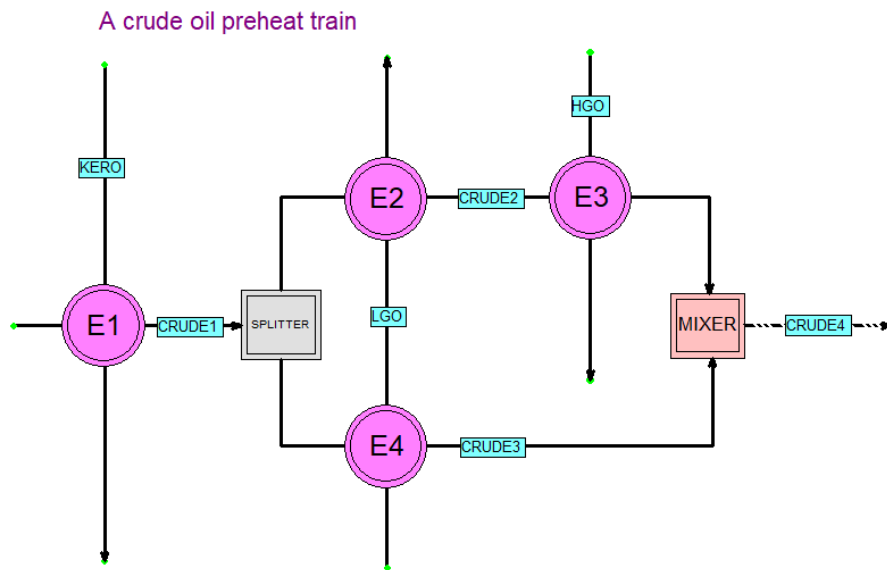 A crude oil preheat train
HGO
KERO
E2
CRUDE2
E3
E1
CRUDE1
SPLITTER
LGO
MIXER
CRUDE4
E4
CRUDE3